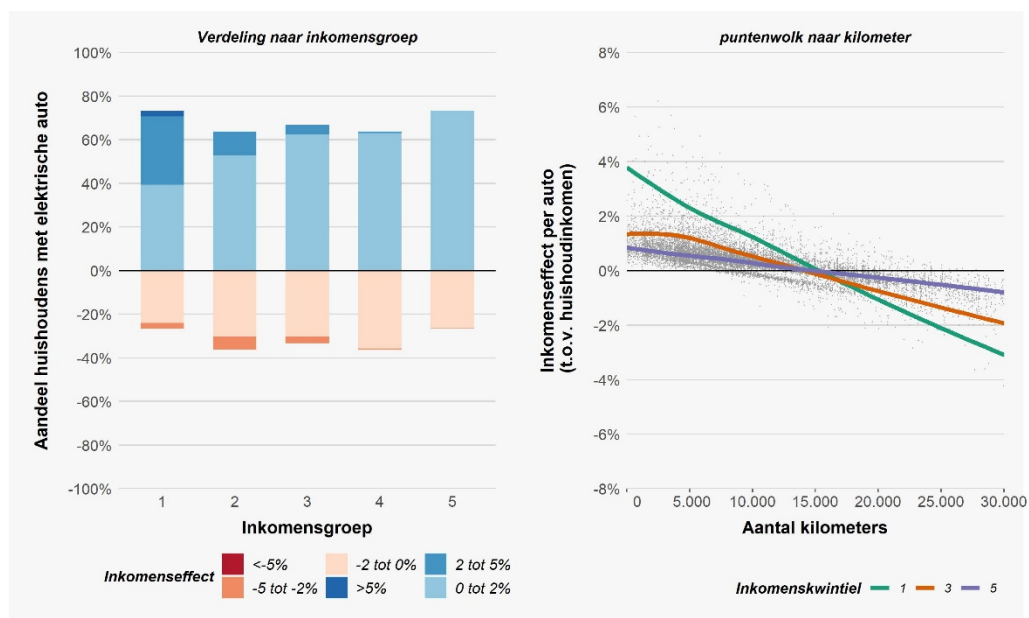 Verdeling naar inkomensgroep
100%
80%
60%
40%
20%
0%
-20%
-40%
-60%
-80%
-100%
Aandeel huishoudens met elektrische auto
1 2 3 4 5
Inkomensgroep
Inkomenseffect
<-5%
-2 tot 0%
2 tot 5%
-5 tot -2%
>5%
0 tot 2%
puntenwolk naar kilometer
8%
6%
4%
2%
0%
-2%
-4%
-6%
-8%
Inkomenseffect per auto
(t.o.v. huishoudinkomen)
0 5.000 10.000 15.000 20.000 25.000 30.000
Aantal kilometers
Inkomenskwintiel 1 3 5